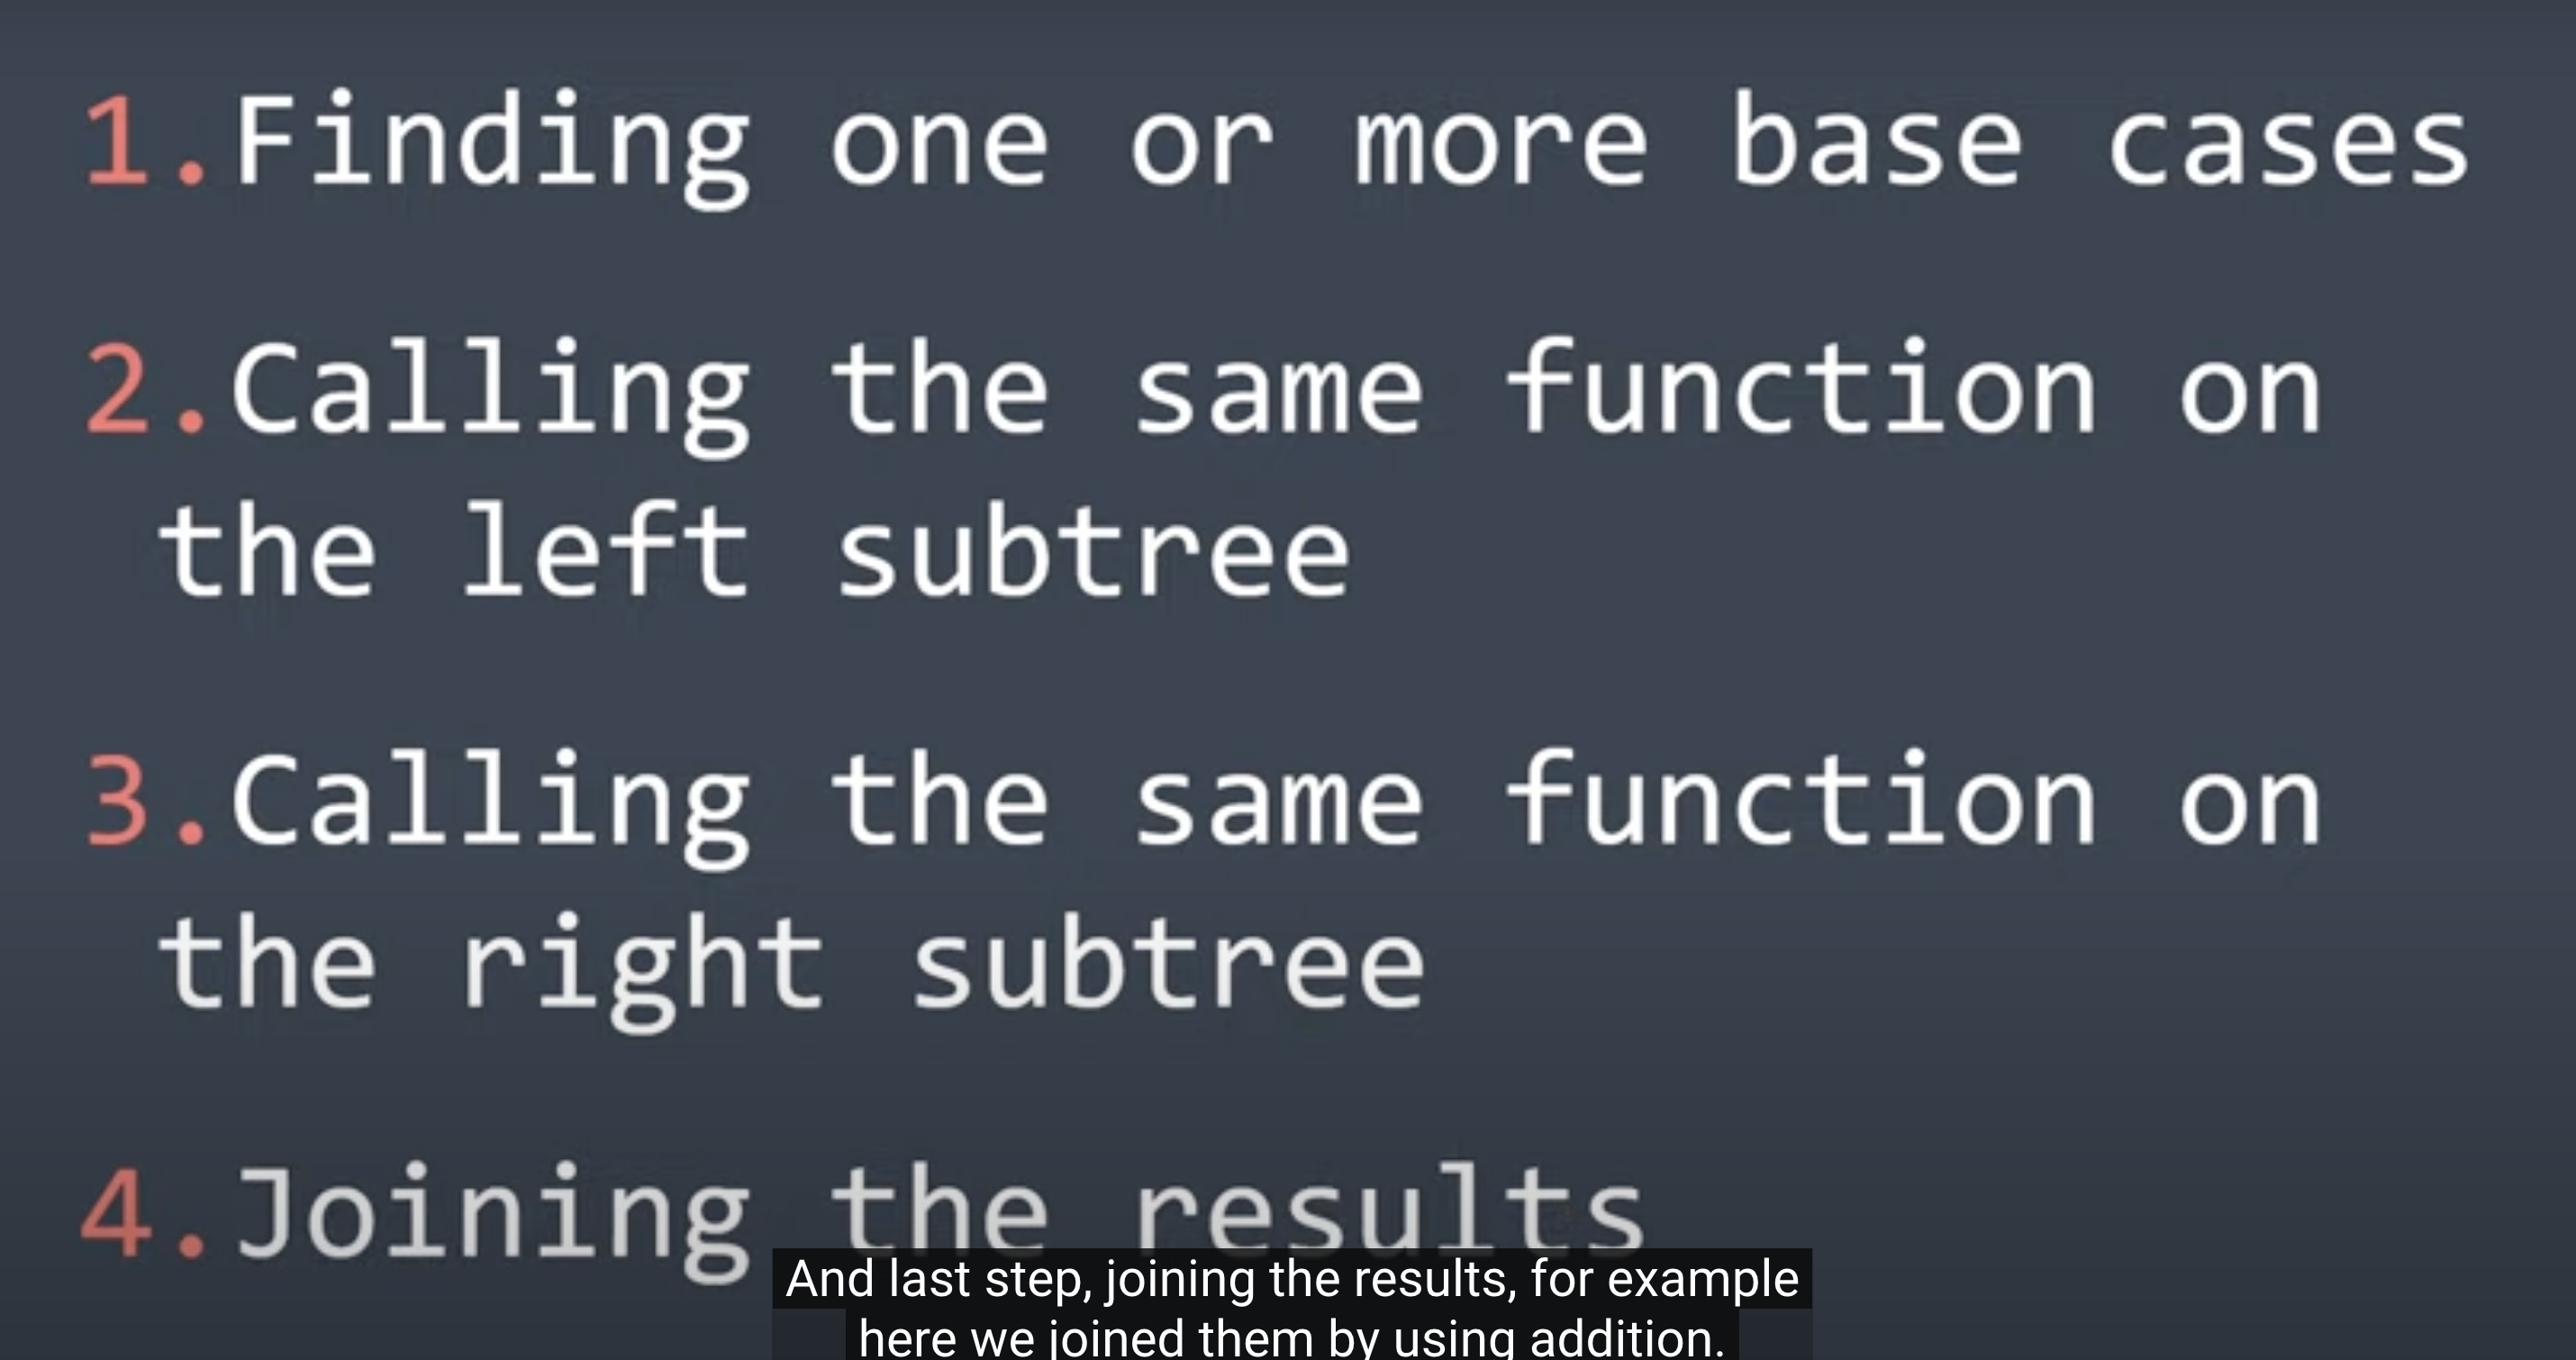 1.Finding one or more base cases
2.Calling the same function on
the left subtree
3.Calling the same function on
the right subtree
4.Joining the results
And last step, joining the results, for example
here we joined them by using addition.